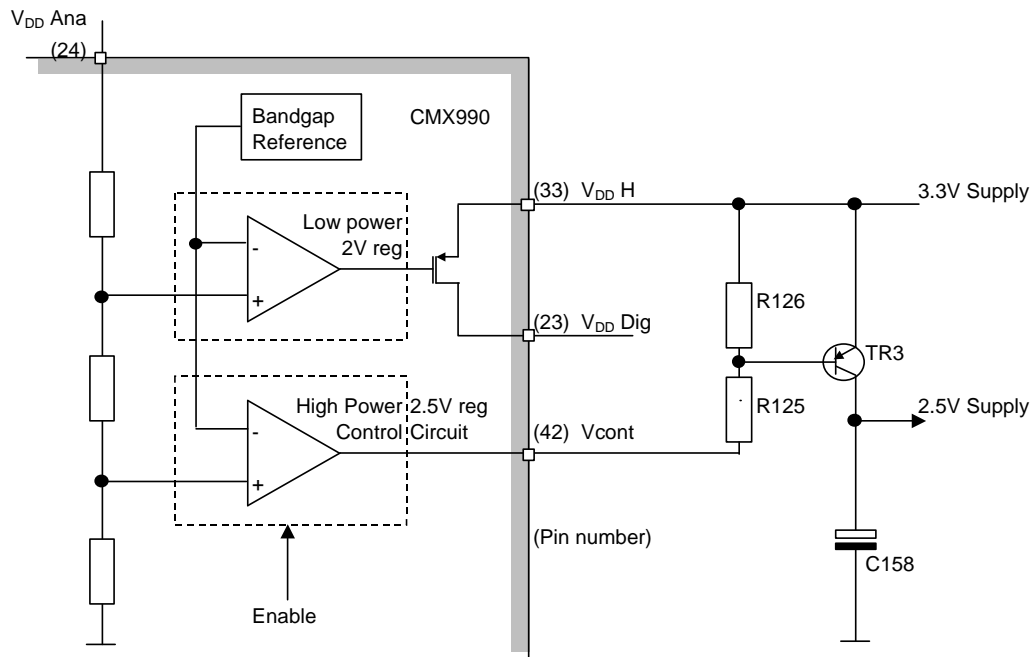 V_DD Ana
(24)
Bandgap
Reference
CMX990
(33) V_DD H
3.3V Supply
Low power
2V reg
-
+
R126
(23) V_DD Dig
TR3
High Power 2.5V reg
Control Circuit
-
+
R125
2.5V Supply
(42) Vcont
(Pin number)
C158
Enable